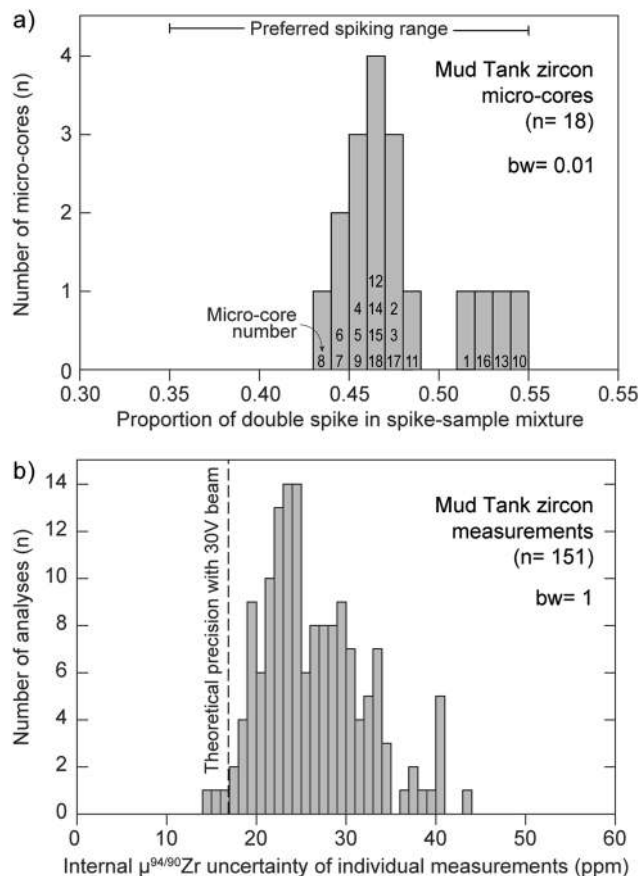 a)
Preferred spiking range
Mud Tank zircon
micro-cores
(n= 18)
bw= 0.01
Number of micro-cores (n)
4
3
2
1
0
Micro-core
number
12
4 14 2
6 5 15 3
8 7 9 18 17 11 1 16 13 10
0.30 0.35 0.40 0.45 0.50 0.55 0.55
Proportion of double spike in spike-sample mixture
b)
Mud Tank zircon
measurements
(n= 151)
bw= 1
Theoretical precision with 30V beam
Number of analyses (n)
14
12
10
8
6
4
2
0
0 10 20 30 40 50 60
Internal μ94/90Zr uncertainty of individual measurements (ppm)